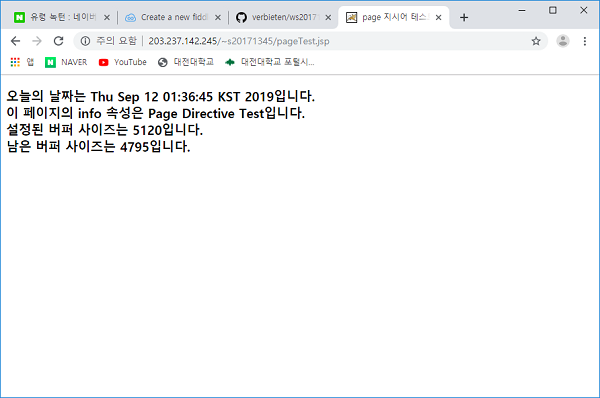 유령 녹턴 : 네이버
Create a new fiddl
verbieten/ws2017
page 지시어 테스
주의 요함 | 203.237.142.245/~s20171345/pageTest.jsp
앱 NAVER YouTube 대전대학교 대전대학교 포털시...
오늘의 날짜는 Thu Sep 12 01:36:45 KST 2019입니다.
이 페이지의 info 속성은 Page Directive Test입니다.
설정된 버퍼 사이즈는 5120입니다.
남은 버퍼 사이즈는 4795입니다.